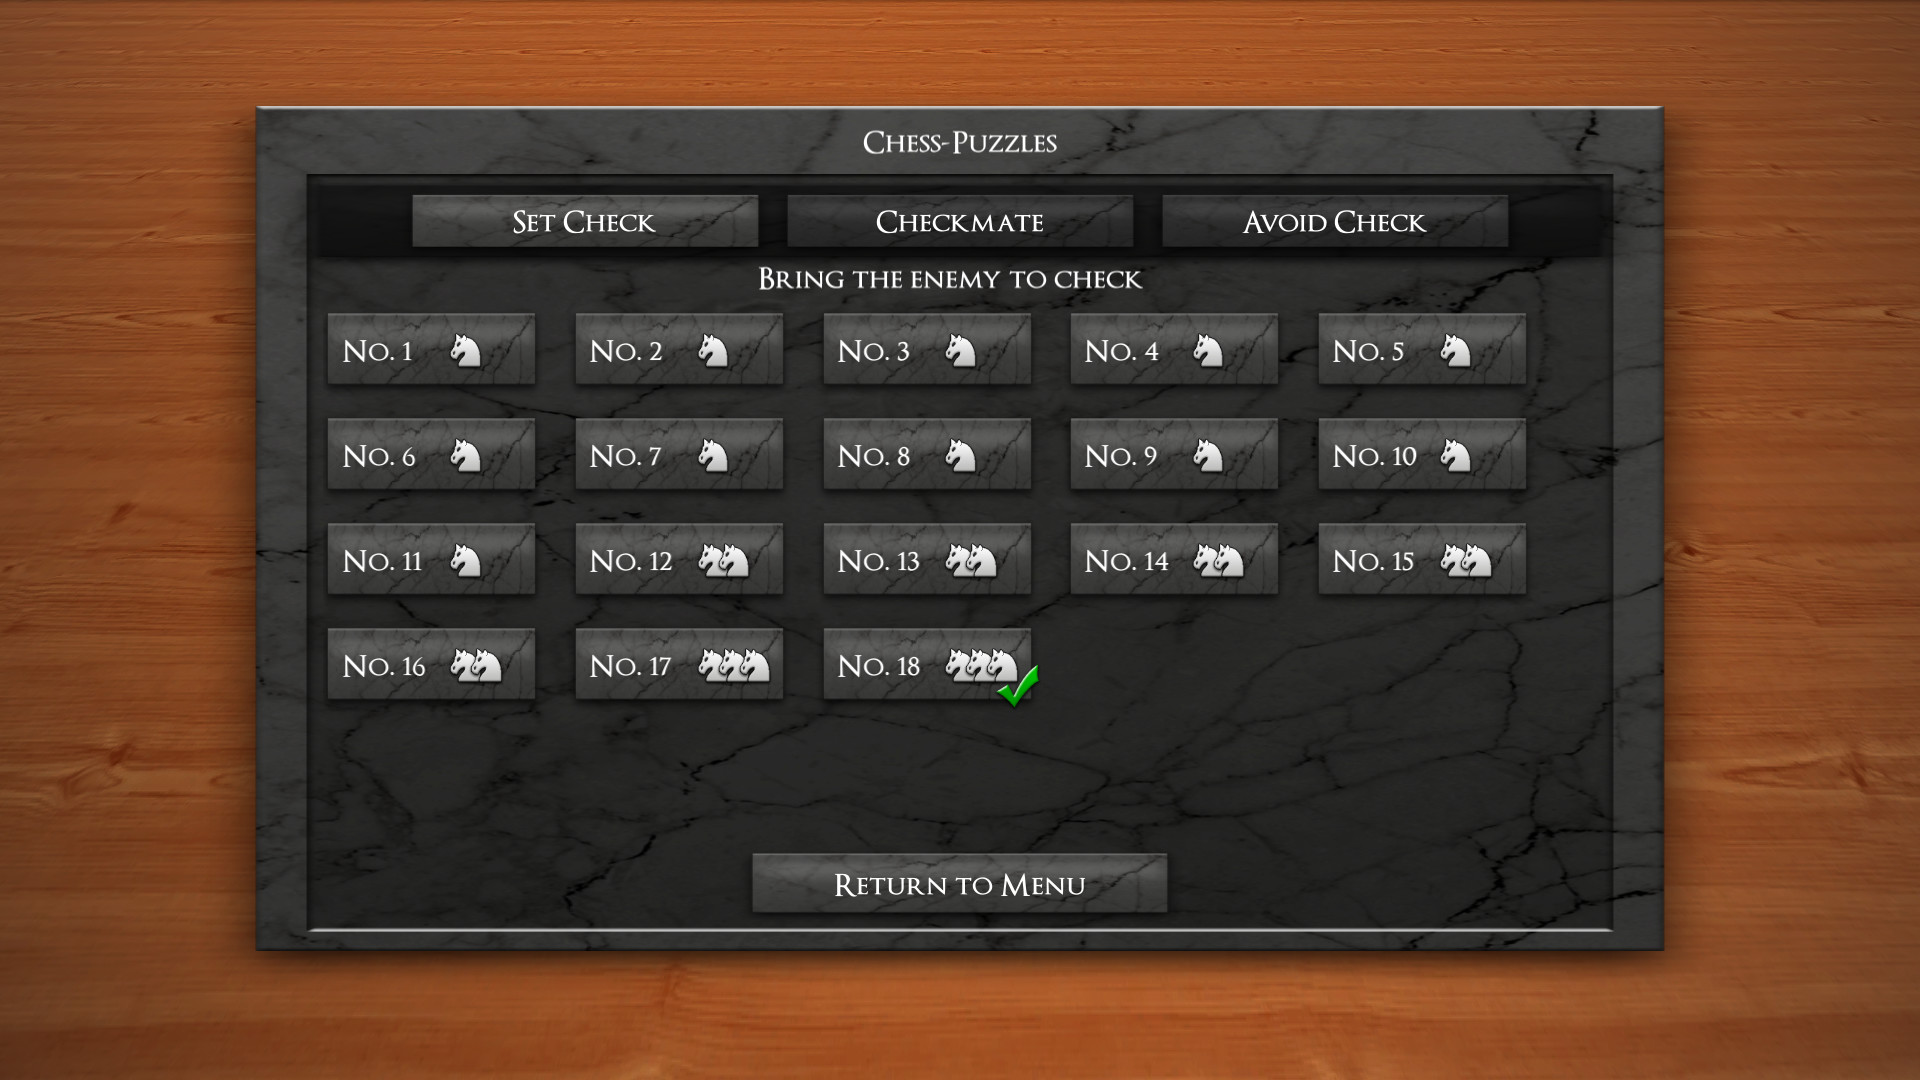 Chess-Puzzles
Set Check
Checkmate
Avoid Check
Bring the enemy to check
No. 1
No. 2
No. 3
No. 4
No. 5
No. 6
No. 7
No. 8
No. 9
No. 10
No. 11
No. 12
No. 13
No. 14
No. 15
No. 16
No. 17
No. 18
Return to Menu